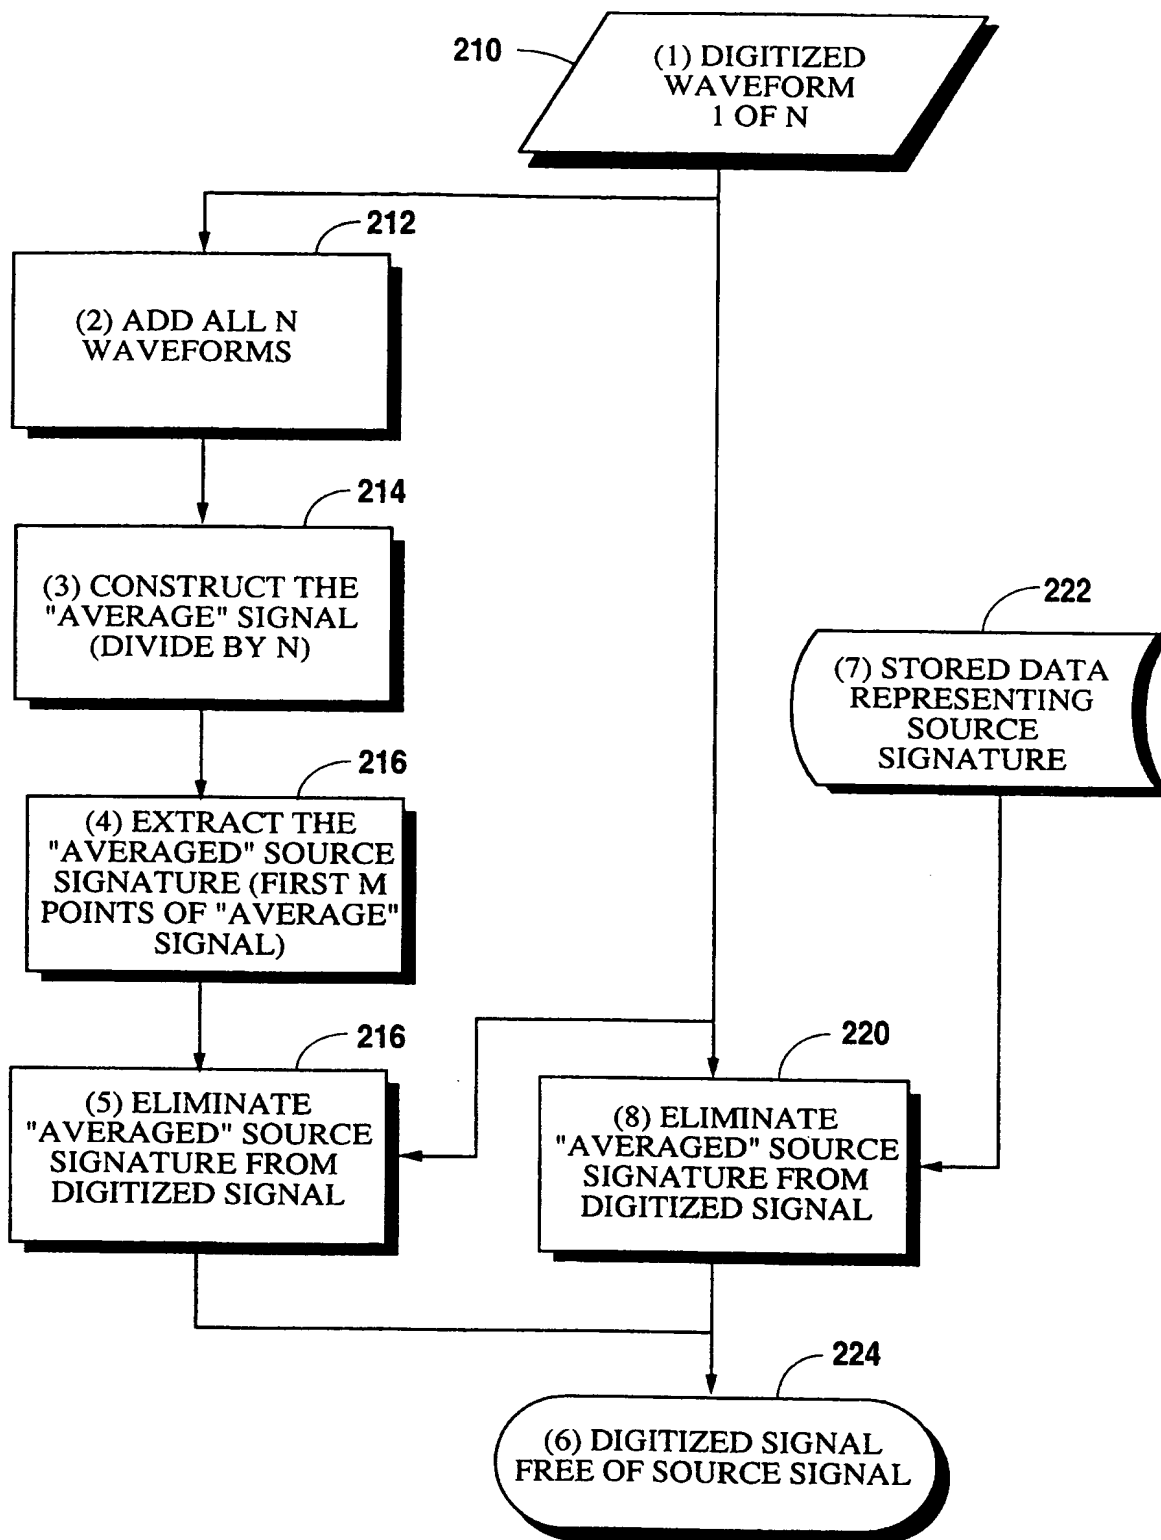 210
(1) DIGITIZED
WAVEFORM
1 OF N
212
(2) ADD ALL N
WAVEFORMS
214
(3) CONSTRUCT THE
"AVERAGE" SIGNAL
(DIVIDE BY N)
222
(7) STORED DATA
REPRESENTING
SOURCE
SIGNATURE
216
(4) EXTRACT THE
"AVERAGED" SOURCE
SIGNATURE (FIRST M
POINTS OF "AVERAGE"
SIGNAL)
216
(5) ELIMINATE
"AVERAGED" SOURCE
SIGNATURE FROM
DIGITIZED SIGNAL
220
(8) ELIMINATE
"AVERAGED" SOURCE
SIGNATURE FROM
DIGITIZED SIGNAL
224
(6) DIGITIZED SIGNAL
FREE OF SOURCE SIGNAL